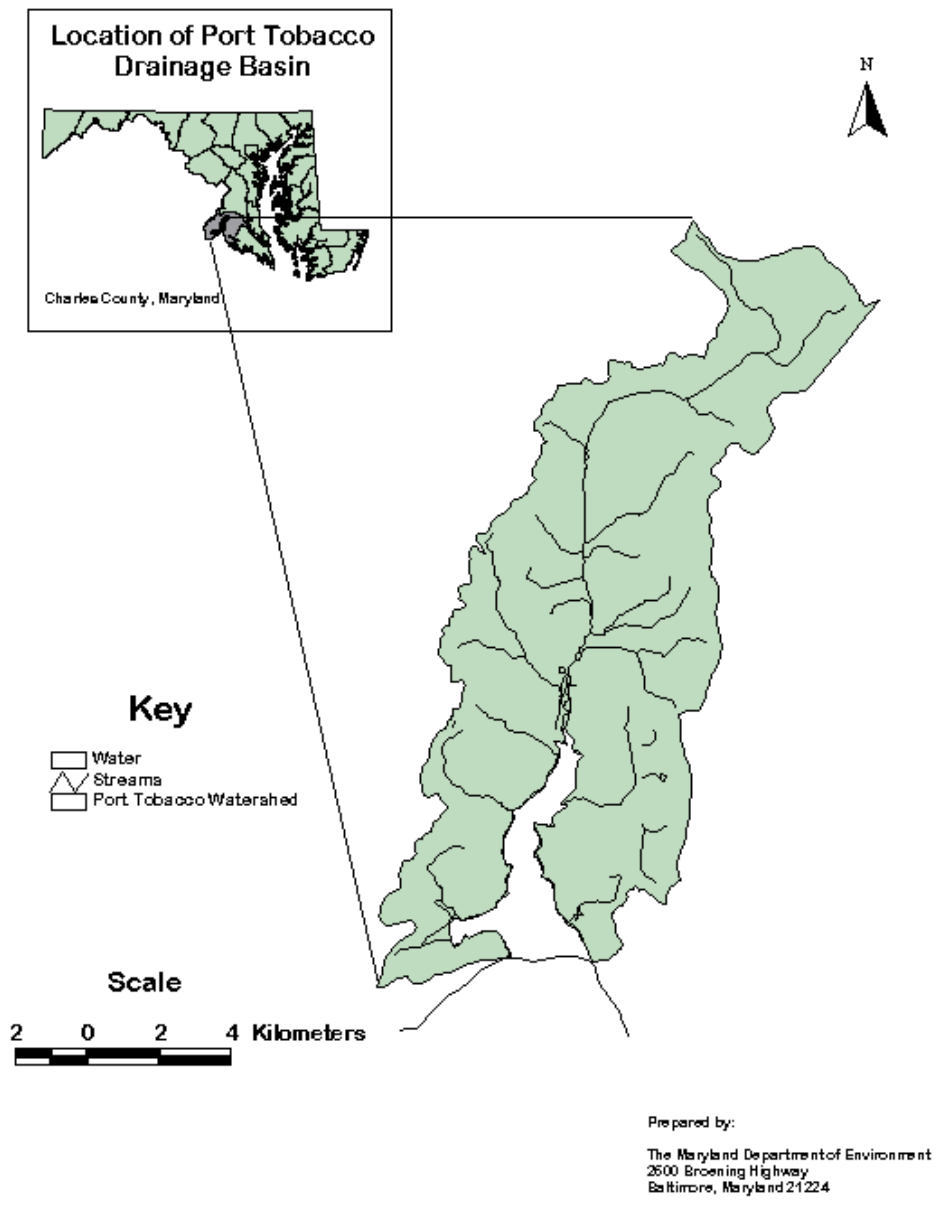 Location of Port Tobacco
Drainage Basin
N
Charles County, Maryland
Key
Water
Streams
Port Tobacco Watershed
Scale
2 0 2 4 Kilometers
Prepared by:
The Maryland Department of Environment
2500 Broening Highway
Baltimore, Maryland 21224